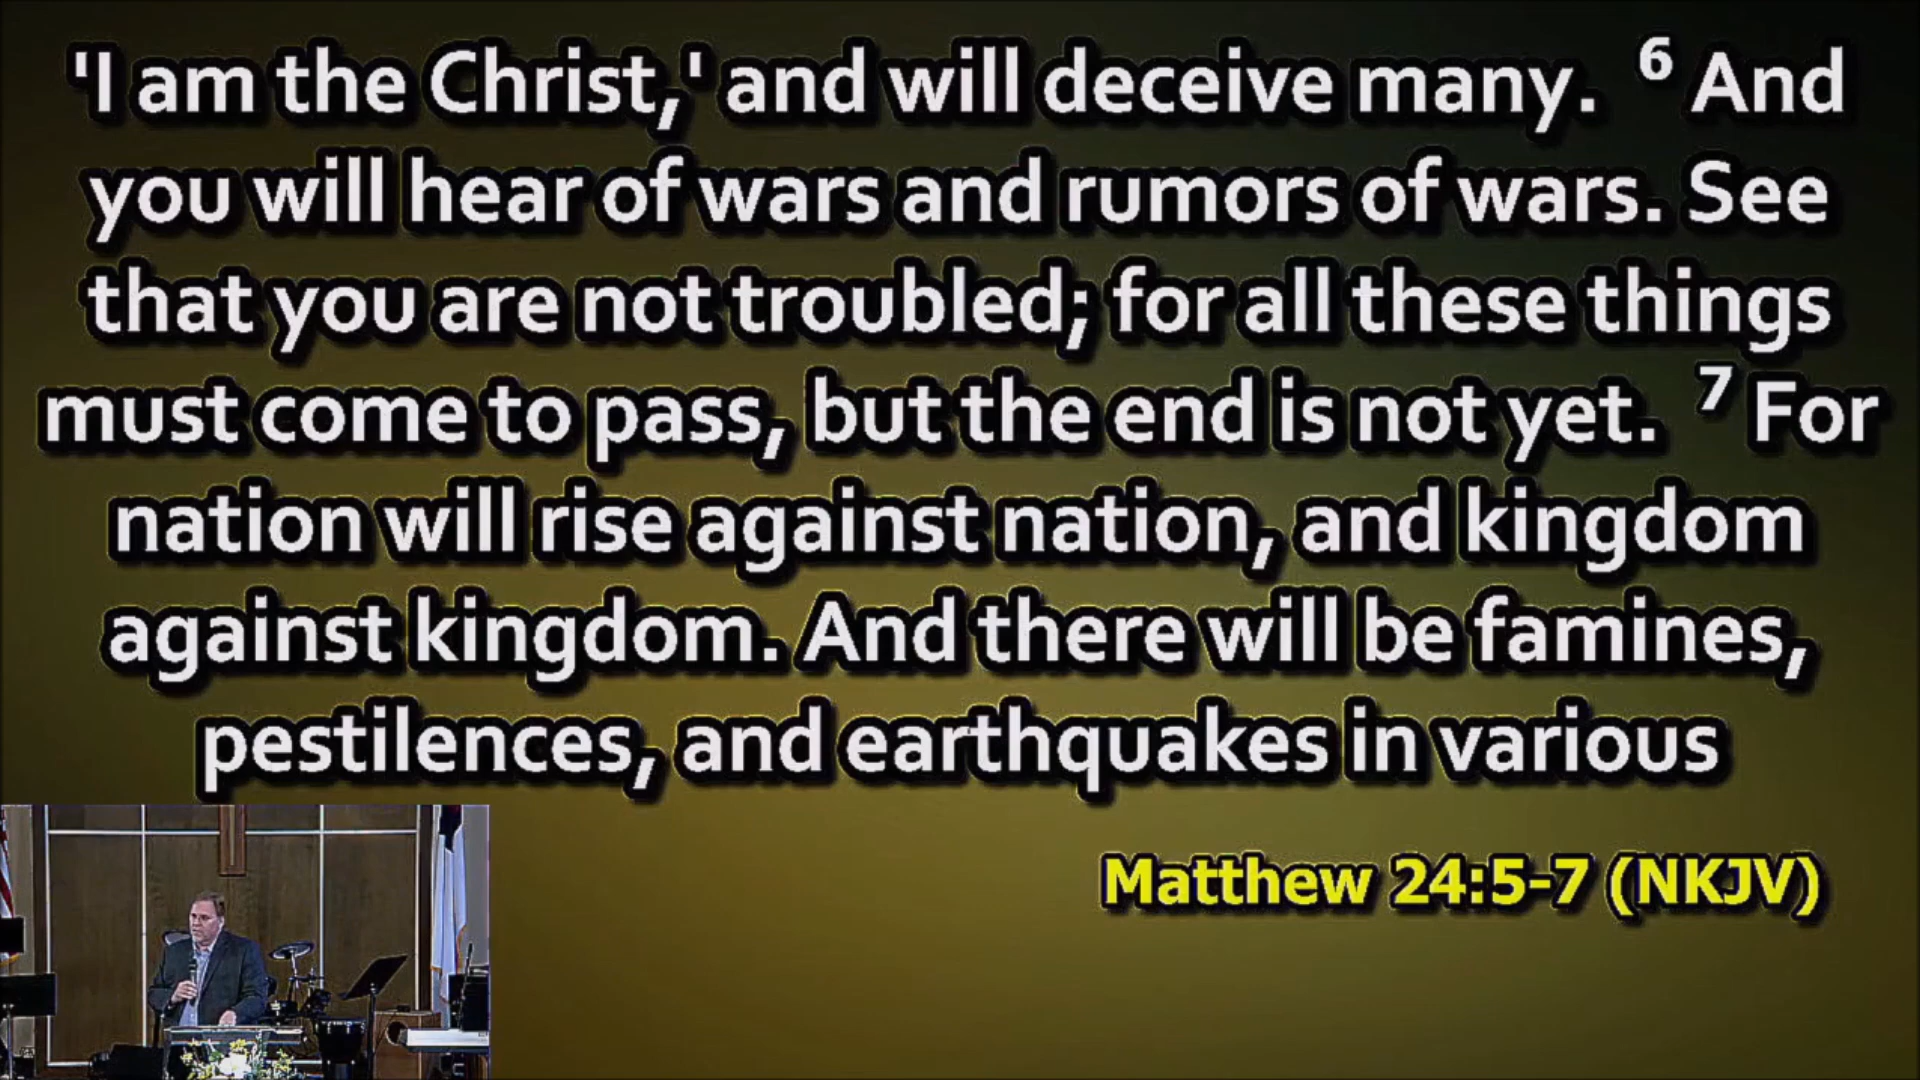 'I am the Christ,' and will deceive many. 6 And
you will hear of wars and rumors of wars. See
that you are not troubled; for all these things
must come to pass, but the end is not yet. 7 For
nation will rise against nation, and kingdom
against kingdom. And there will be famines,
pestilences, and earthquakes in various
Matthew 24:5-7 (NKJV)